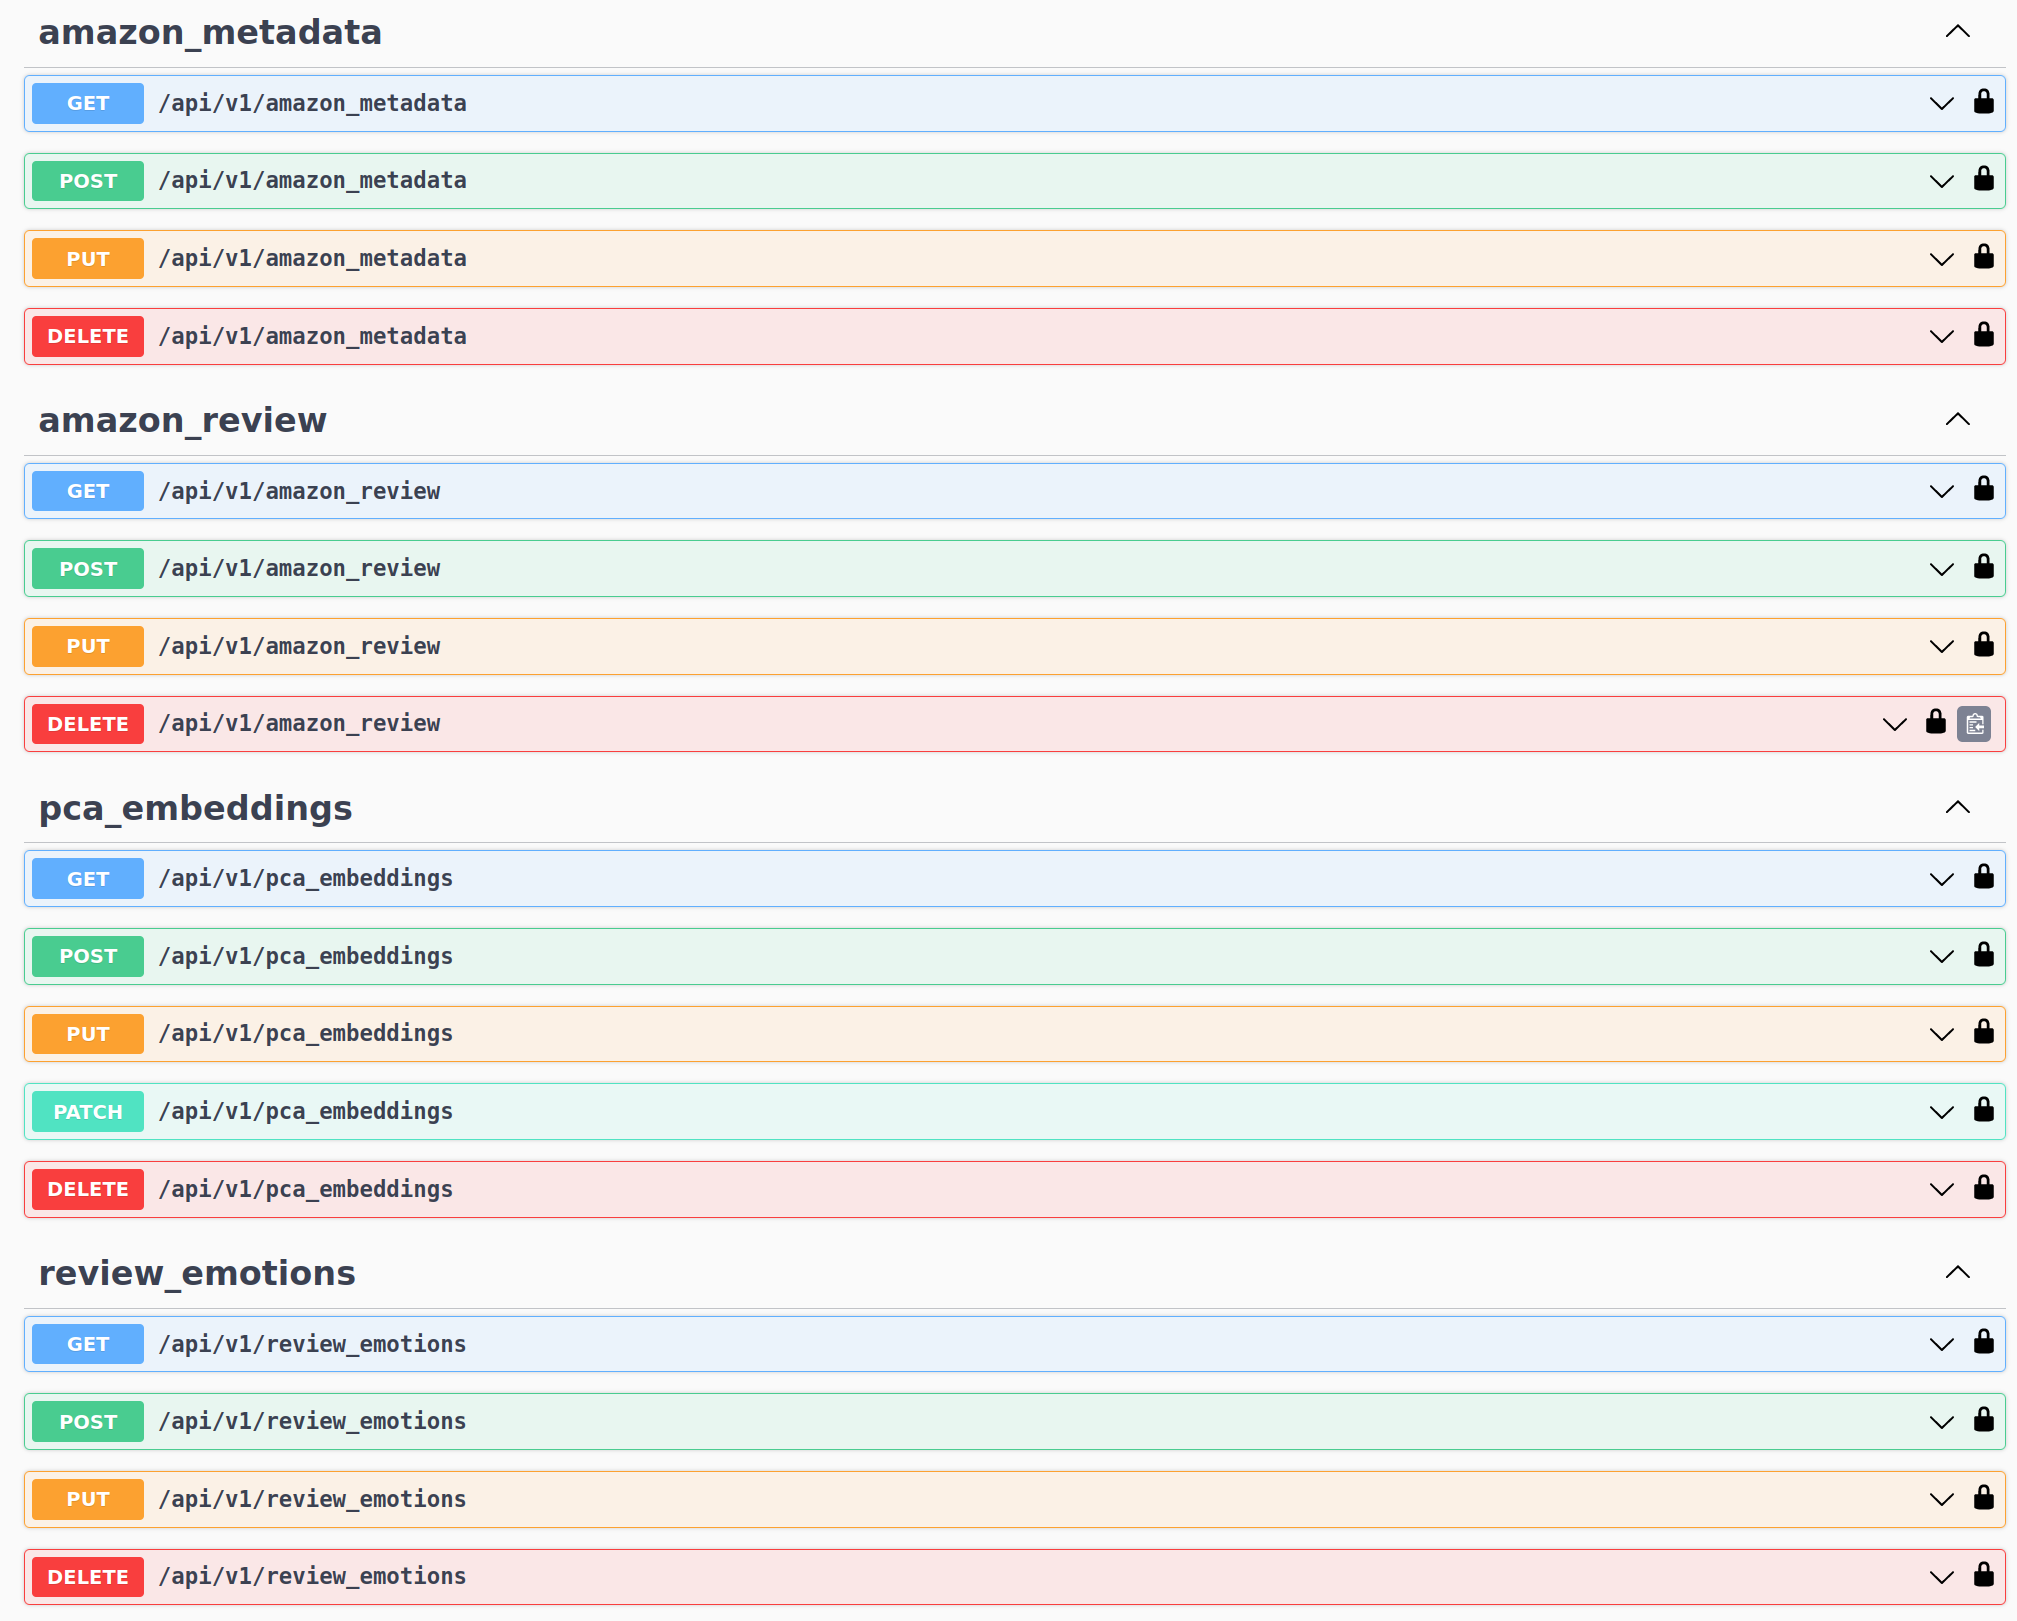 amazon_metadata
GET /api/v1/amazon_metadata
POST /api/v1/amazon_metadata
PUT /api/v1/amazon_metadata
DELETE /api/v1/amazon_metadata
amazon_review
GET /api/v1/amazon_review
POST /api/v1/amazon_review
PUT /api/v1/amazon_review
DELETE /api/v1/amazon_review
pca_embeddings
GET /api/v1/pca_embeddings
POST /api/v1/pca_embeddings
PUT /api/v1/pca_embeddings
PATCH /api/v1/pca_embeddings
DELETE /api/v1/pca_embeddings
review_emotions
GET /api/v1/review_emotions
POST /api/v1/review_emotions
PUT /api/v1/review_emotions
DELETE /api/v1/review_emotions